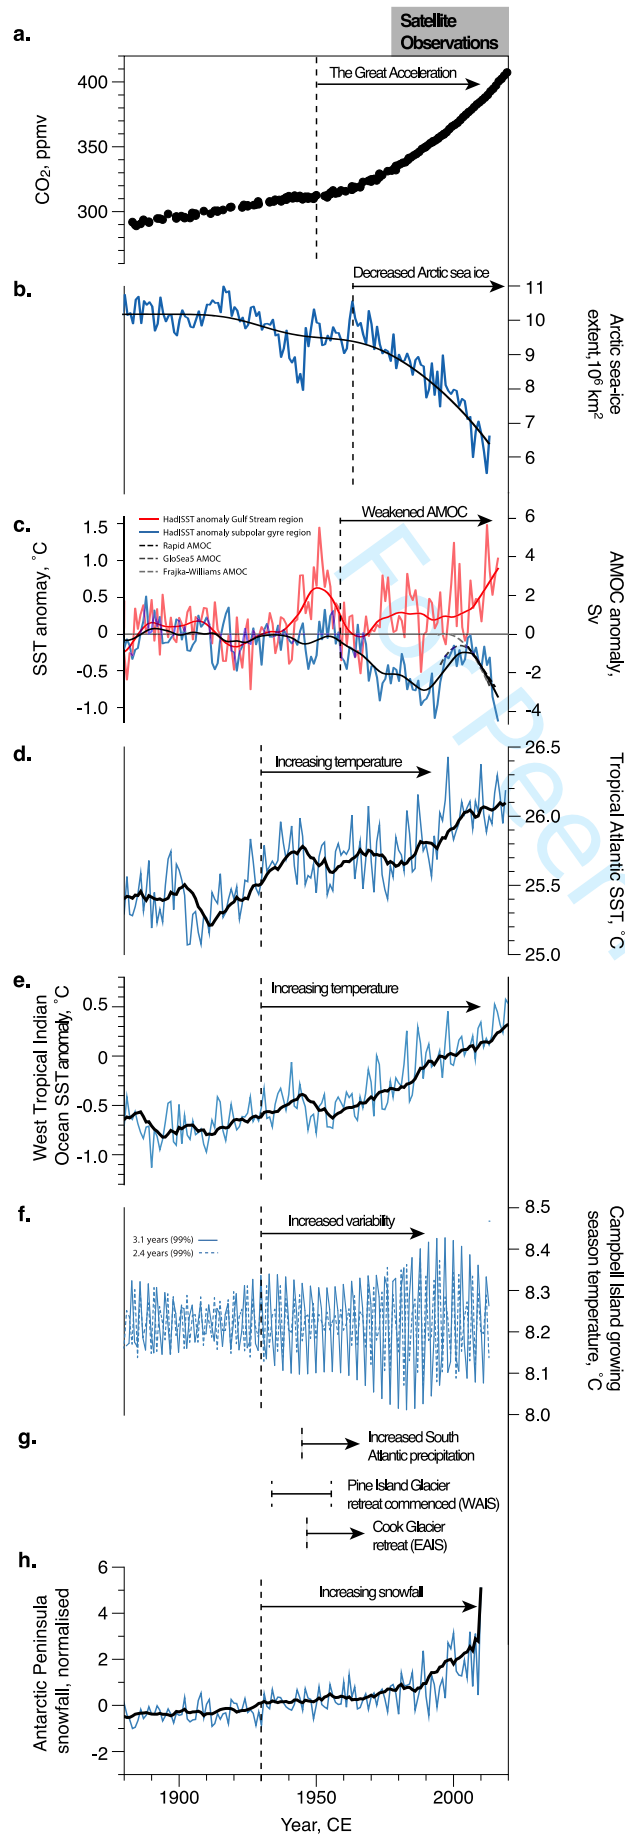 Satellite
Observations
a.
The Great Acceleration
400
350
300
CO₂, ppmv
b.
Decreased Arctic sea ice
11
10
9
8
7
6
Arctic sea-ice
extent,10⁶ km²
c.
HadISST anomaly Gulf Stream region
HadISST anomaly subpolar gyre region
Rapid AMOC
GloSea5 AMOC
Frajka-Williams AMOC
Weakened AMOC
1.5
1.0
0.5
0
-0.5
-1.0
SST anomay, ˚C
6
4
2
0
-2
-4
AMOC anomaly,
Sv
d.
Increasing temperature
26.5
26.0
25.5
25.0
Tropical Atlantic SST, ˚C
e.
Increasing temperature
0.5
0
-0.5
-1.0
West Tropical Indian
Ocean SST anomaly, ˚C
f.
Increased variability
3.1 years (99%)
2.4 years (99%)
8.5
8.4
8.3
8.2
8.1
8.0
Campbell Island growing
season temperature, ˚C
g.
Increased South
Atlantic precipitation
Pine Island Glacier
retreat commenced (WAIS)
Cook Glacier
retreat (EAIS)
h.
Increasing snowfall
6
4
2
0
-2
Antarctic Peninsula
snowfall, normalised
1900
1950
2000
Year, CE
For Peer